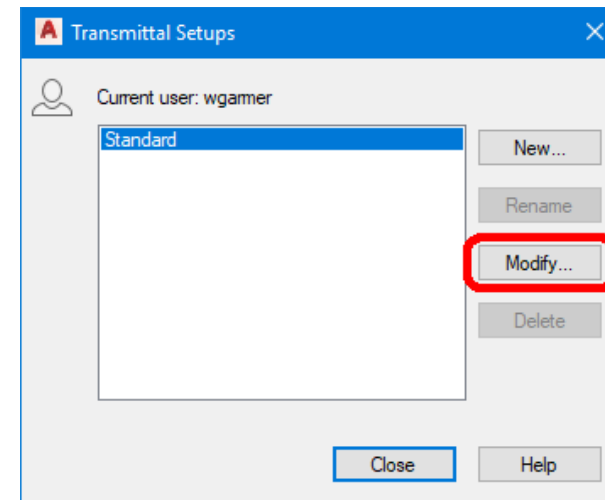 A Transmittal Setups
Current user: wgarmer
Standard
New...
Rename
Modify...
Delete
Close
Help